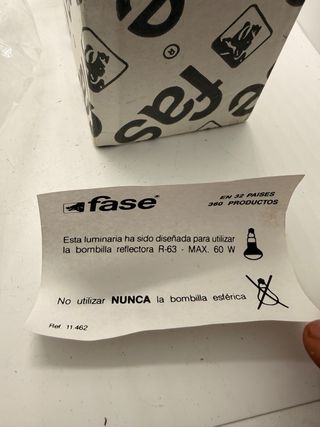 fase
fase®
EN 32 PAISES
360 PRODUCTOS
Esta luminaria ha sido diseñada para utilizar
la bombilla reflectora R-63 - MAX. 60 W
No utilizar NUNCA la bombilla esférica
Ref. 11.462